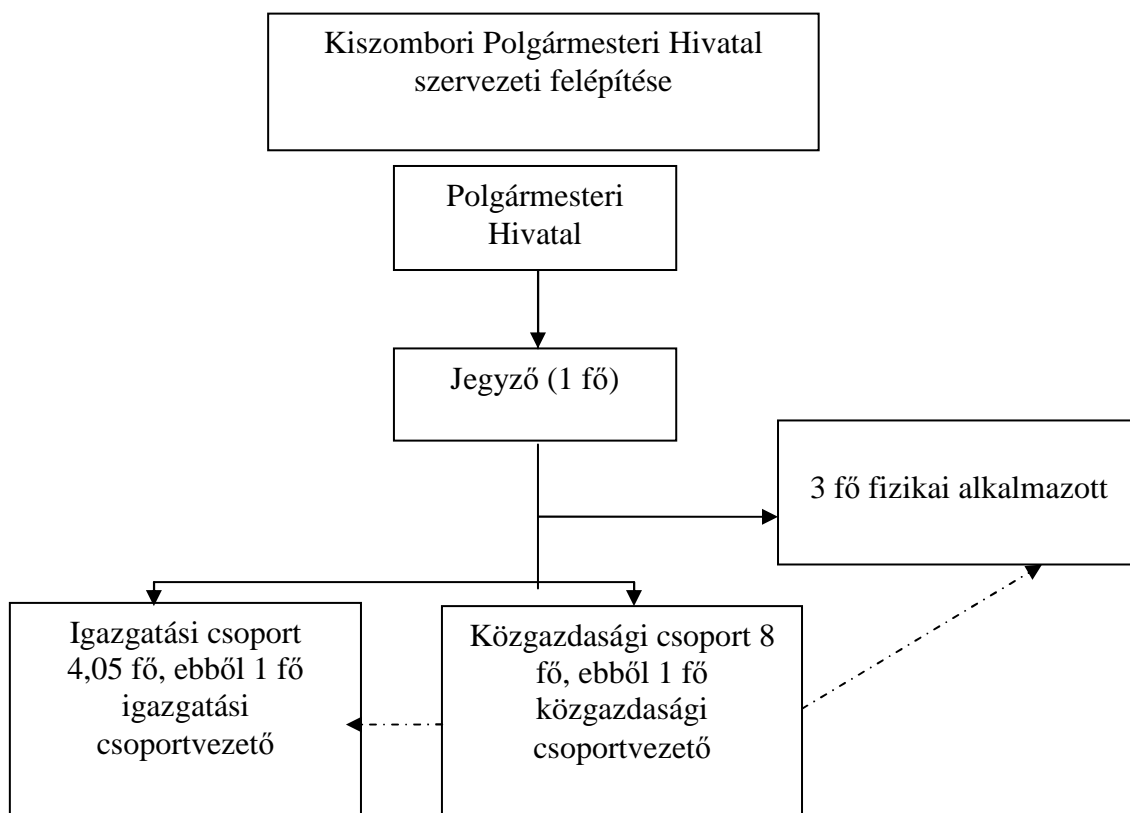 Kiszombori Polgármesteri Hivatal
szervezeti felépítése
Polgármesteri
Hivatal
Jegyző (1 fő)
3 fő fizikai alkalmazott
Igazgatási csoport
4,05 fő, ebből 1 fő
igazgatási
csoportvezető
Közgazdasági csoport 8
fő, ebből 1 fő
közgazdasági
csoportvezető